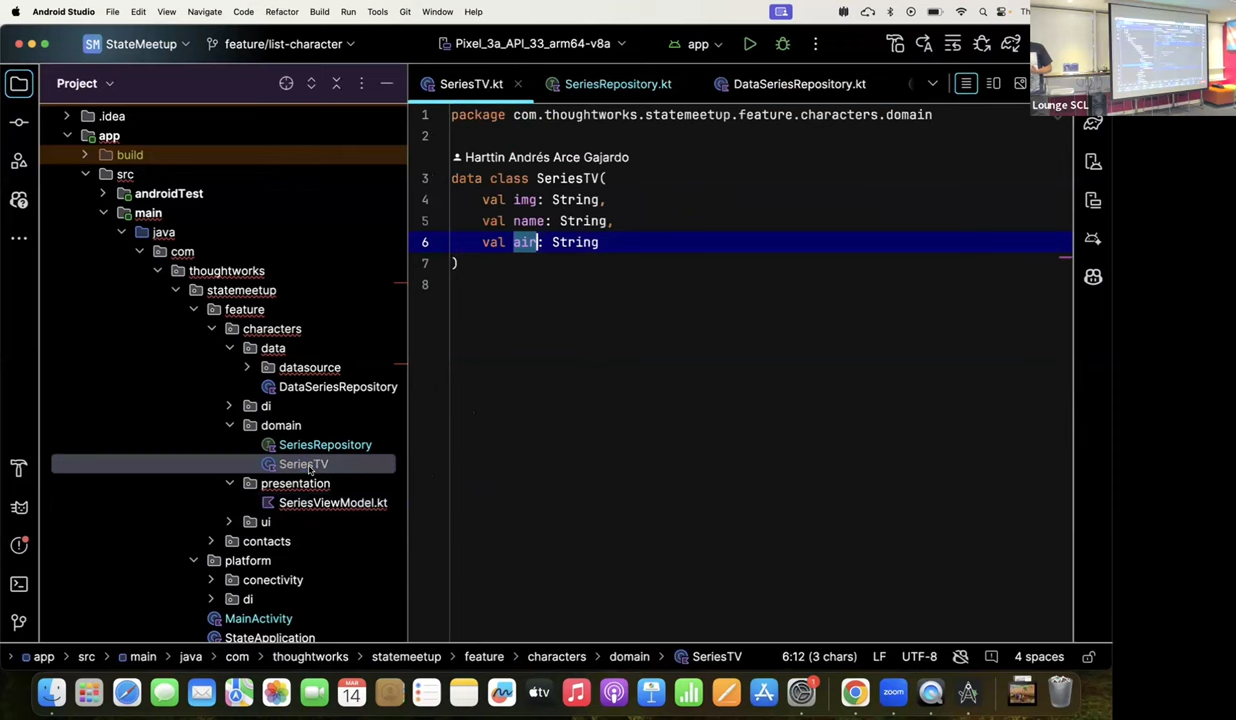 Android Studio File Edit View Navigate Code Refactor Build Run Tools Git Window Help Th
SM StateMeetup feature/list-character Pixel_3a_API_33_arm64-v8a app
Lounge SCL
Project
SeriesTV.kt SeriesRepository.kt DataSeriesRepository.kt
.idea
app
build
src
androidTest
main
java
com
thoughtworks
statemeetup
feature
characters
data
datasource
DataSeriesRepository
di
domain
SeriesRepository
SeriesTV
presentation
SeriesViewModel.kt
ui
contacts
platform
conectivity
di
MainActivity
StateApplication
1 package com.thoughtworks.statemeetup.feature.characters.domain
2
Harttin Andrés Arce Gajardo
3 data class SeriesTV(
4 val img: String,
5 val name: String,
6 val air: String
7 )
8
app src main java com thoughtworks statemeetup feature characters domain SeriesTV 6:12 (3 chars) LF UTF-8 4 spaces
MAR
14
tv
zoom
1